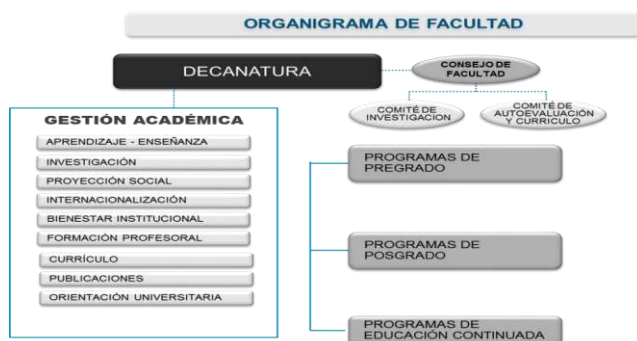 ORGANIGRAMA DE FACULTAD
DECANATURA
CONSEJO DE
FACULTAD
COMITÉ DE
INVESTIGACION
COMITÉ DE
AUTOEVALUACIÓN
Y CURRICULO
GESTIÓN ACADÉMICA
APRENDIZAJE - ENSEÑANZA
INVESTIGACIÓN
PROYECCIÓN SOCIAL
INTERNACIONALIZACIÓN
BIENESTAR INSTITUCIONAL
FORMACIÓN PROFESORAL
CURRÍCULO
PUBLICACIONES
ORIENTACIÓN UNIVERSITARIA
PROGRAMAS DE
PREGRADO
PROGRAMAS DE
POSGRADO
PROGRAMAS DE
EDUCACIÓN CONTINUADA